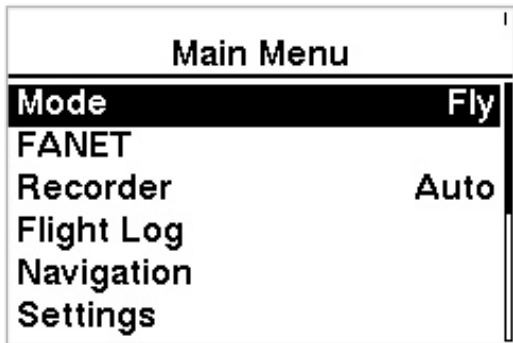 Main Menu
Mode Fly
FANET
Recorder Auto
Flight Log
Navigation
Settings